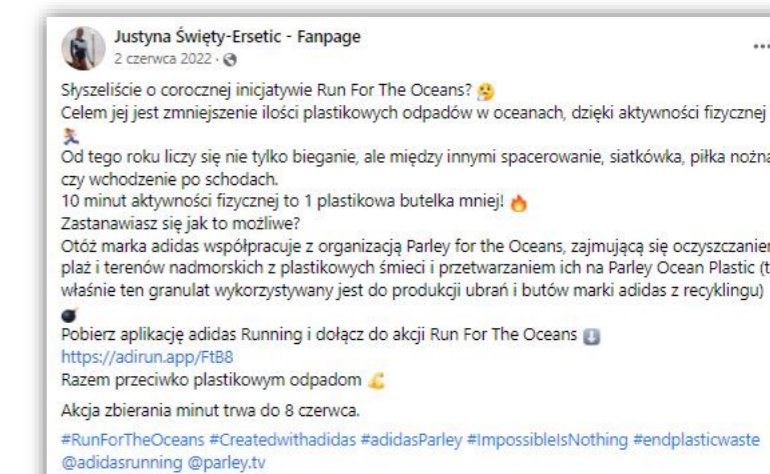 Justyna Święty-Ersetic - Fanpage
2 czerwca 2022 ·
Słyszeliście o corocznej inicjatywie Run For The Oceans? 🤔
Celem jej jest zmniejszenie ilości plastikowych odpadów w oceanach, dzięki aktywności fizycznej
🏃‍♀️
Od tego roku liczy się nie tylko bieganie, ale między innymi spacerowanie, siatkówka, piłka nożna
czy wchodzenie po schodach.
10 minut aktywności fizycznej to 1 plastikowa butelka mniej! 🔥
Zastanawiasz się jak to możliwe?
Otóż marka adidas współpracuje z organizacją Parley for the Oceans, zajmującą się oczyszczaniem
plaż i terenów nadmorskich z plastikowych śmieci i przetwarzaniem ich na Parley Ocean Plastic (t
właśnie ten granulat wykorzystywany jest do produkcji ubrań i butów marki adidas z recyklingu)
💣
Pobierz aplikację adidas Running i dołącz do akcji Run For The Oceans ⬇️
https://adirun.app/FtB8
Razem przeciwko plastikowym odpadom 💪
Akcja zbierania minut trwa do 8 czerwca.
#RunForTheOceans #Createdwithadidas #adidasParley #ImpossibleIsNothing #endplasticwaste
@adidasrunning @parley.tv